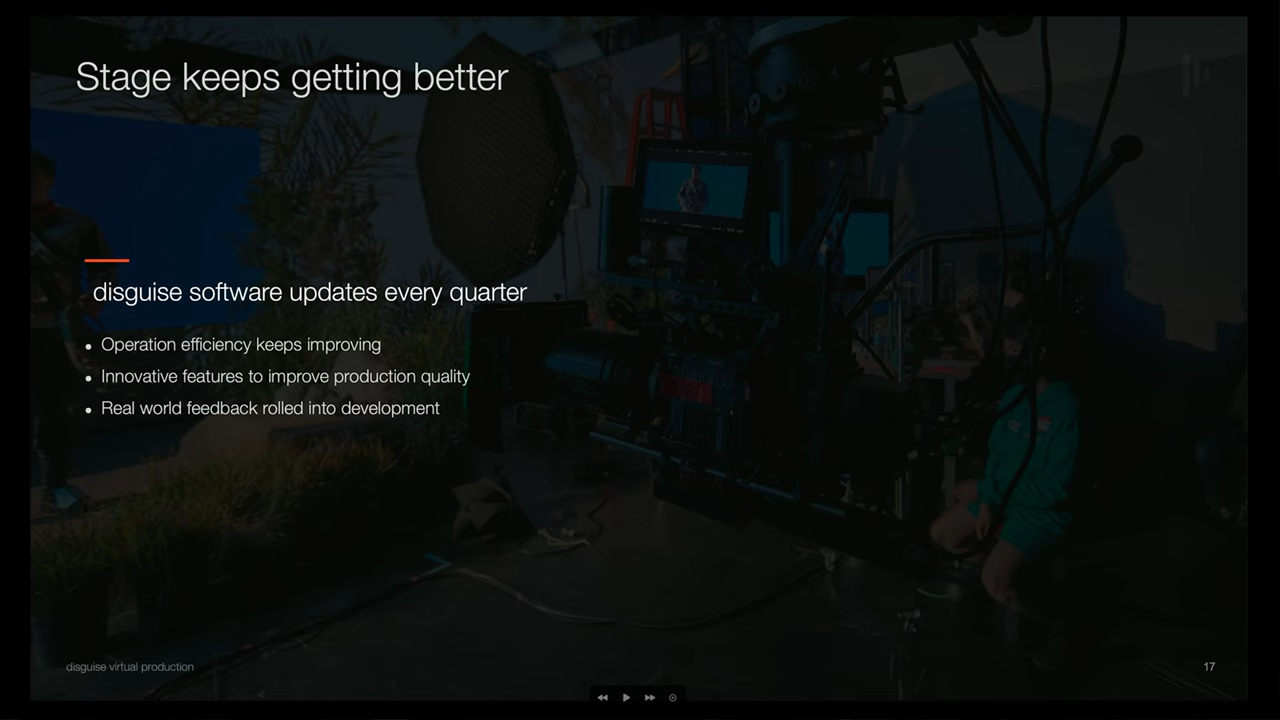 Stage keeps getting better
disguise software updates every quarter
• Operation efficiency keeps improving
• Innovative features to improve production quality
• Real world feedback rolled into development
disguise virtual production
17